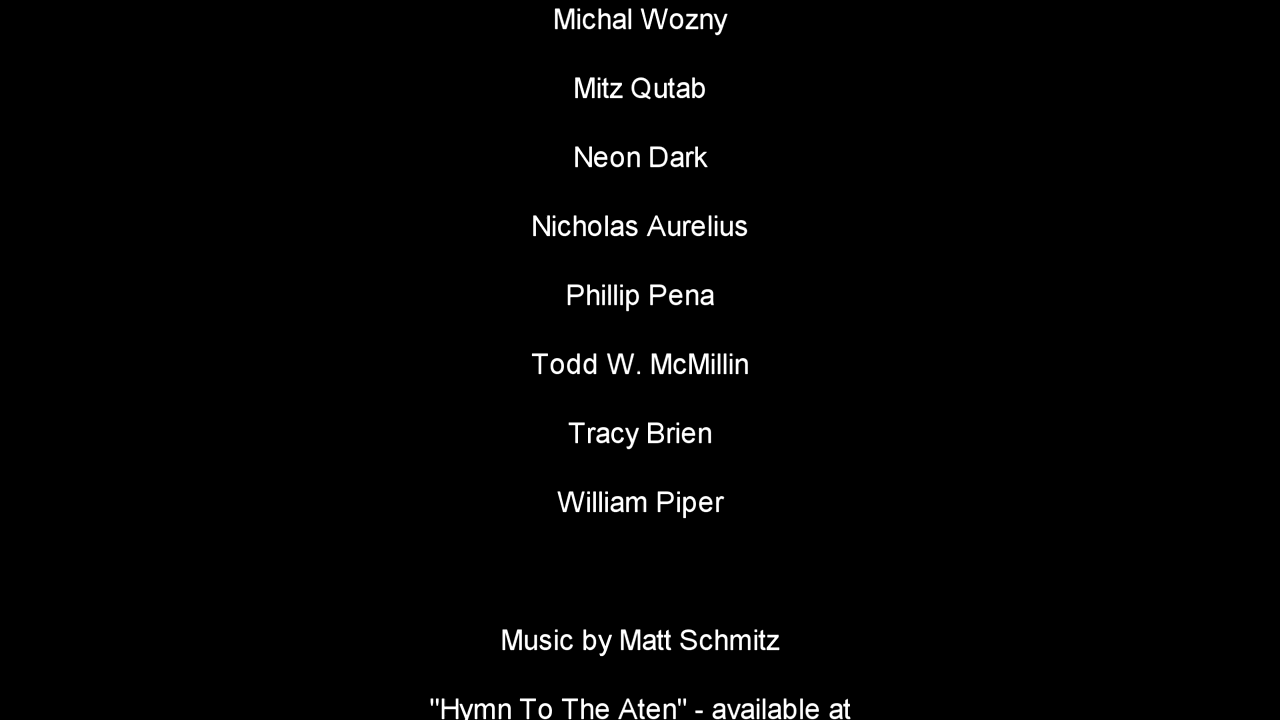 Michal Wozny
Mitz Qutab
Neon Dark
Nicholas Aurelius
Phillip Pena
Todd W. McMillin
Tracy Brien
William Piper
Music by Matt Schmitz
"Hymn To The Aten" - available at